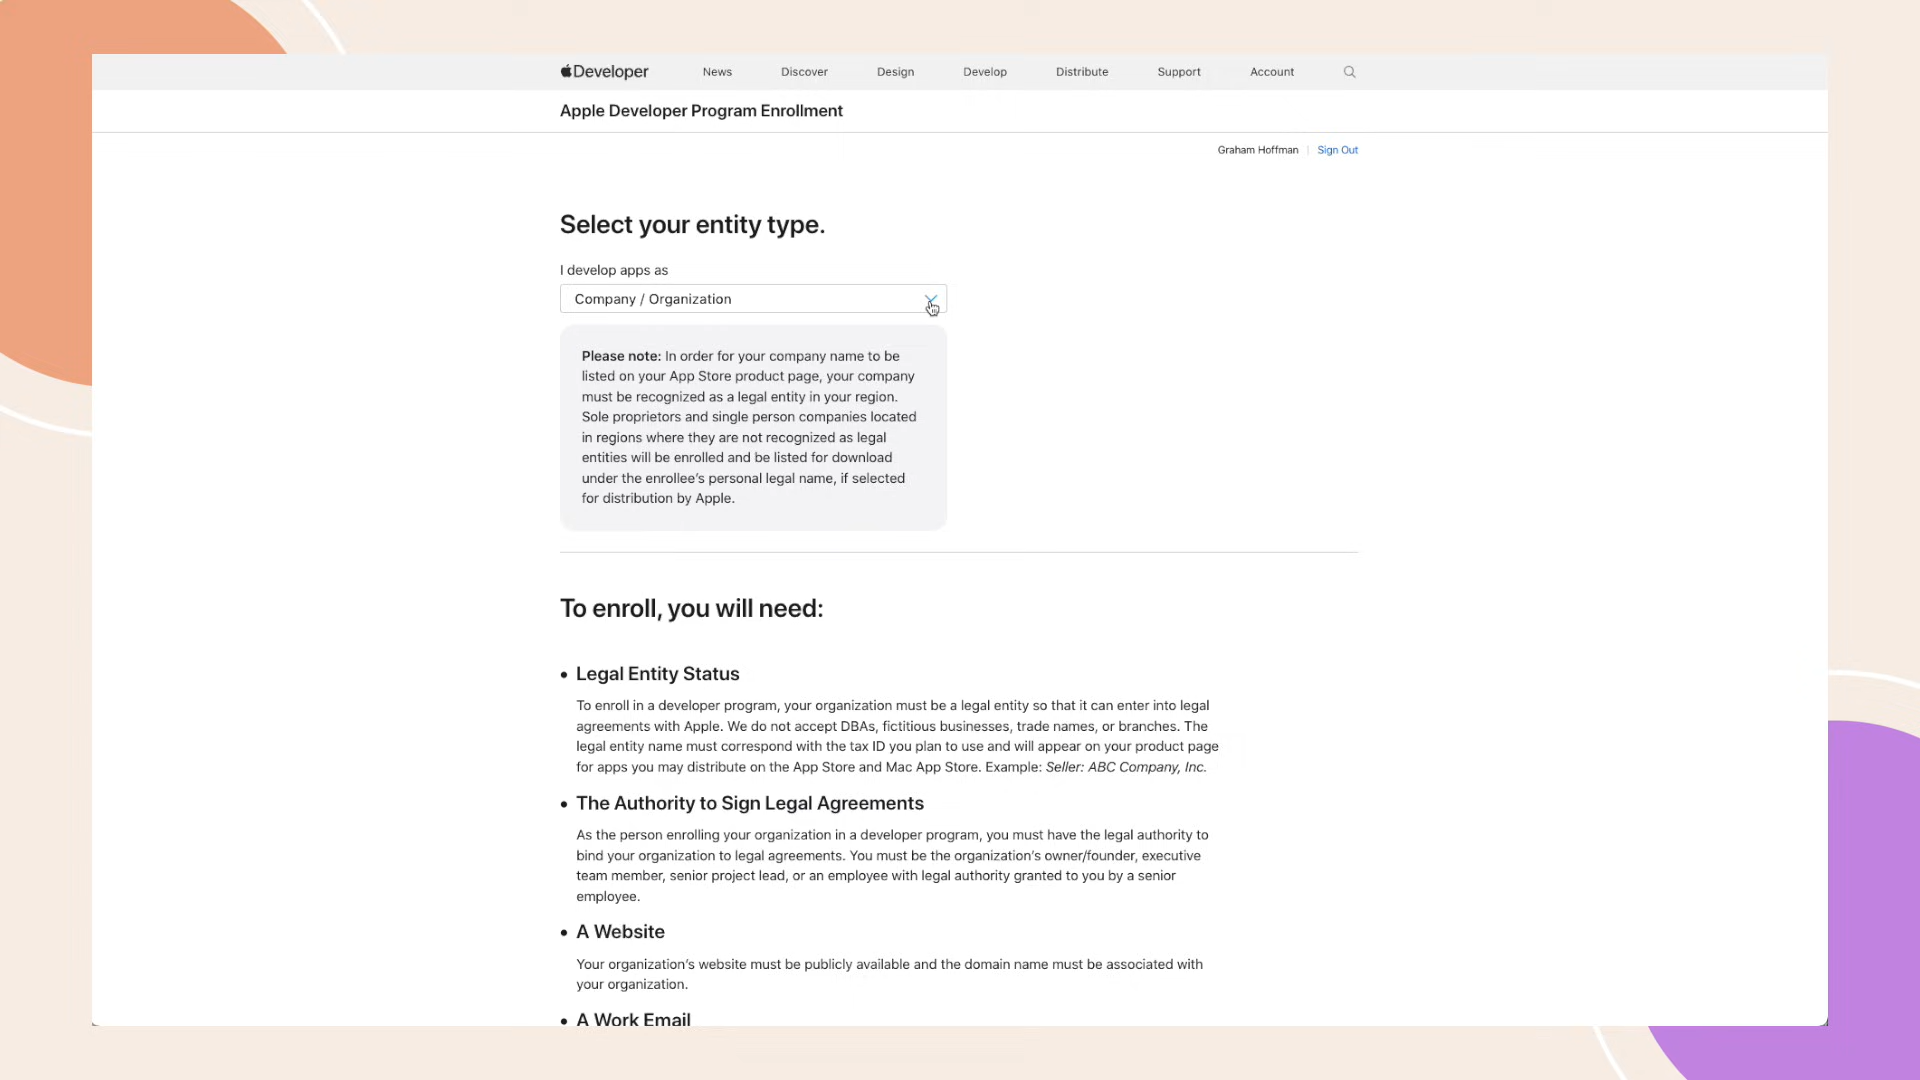 Developer
News
Discover
Design
Develop
Distribute
Support
Account
Apple Developer Program Enrollment
Graham Hoffman
Sign Out
Select your entity type.
I develop apps as
Company / Organization
Please note: In order for your company name to be
listed on your App Store product page, your company
must be recognized as a legal entity in your region.
Sole proprietors and single person companies located
in regions where they are not recognized as legal
entities will be enrolled and be listed for download
under the enrollee’s personal legal name, if selected
for distribution by Apple.
To enroll, you will need:
• Legal Entity Status
To enroll in a developer program, your organization must be a legal entity so that it can enter into legal
agreements with Apple. We do not accept DBAs, fictitious businesses, trade names, or branches. The
legal entity name must correspond with the tax ID you plan to use and will appear on your product page
for apps you may distribute on the App Store and Mac App Store. Example: Seller: ABC Company, Inc.
• The Authority to Sign Legal Agreements
As the person enrolling your organization in a developer program, you must have the legal authority to
bind your organization to legal agreements. You must be the organization’s owner/founder, executive
team member, senior project lead, or an employee with legal authority granted to you by a senior
employee.
• A Website
Your organization’s website must be publicly available and the domain name must be associated with
your organization.
• A Work Email